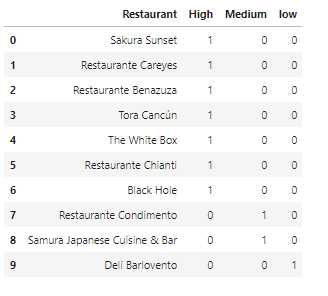 Restaurant High Medium low
0 Sakura Sunset 1 0 0
1 Restaurante Careyes 1 0 0
2 Restaurante Benazuza 1 0 0
3 Tora Cancún 1 0 0
4 The White Box 1 0 0
5 Restaurante Chianti 1 0 0
6 Black Hole 1 0 0
7 Restaurante Condimento 0 1 0
8 Samura Japanese Cuisine & Bar 0 1 0
9 Deli Barlovento 0 0 1